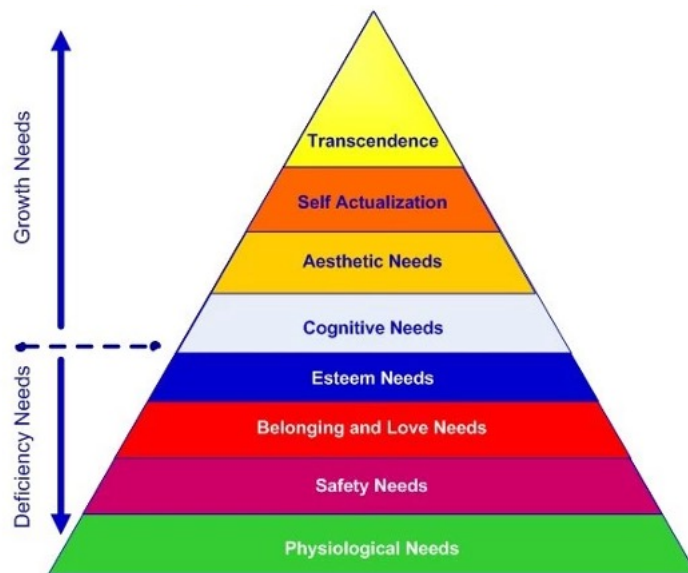 Growth Needs
Deficiency Needs
Transcendence
Self Actualization
Aesthetic Needs
Cognitive Needs
Esteem Needs
Belonging and Love Needs
Safety Needs
Physiological Needs